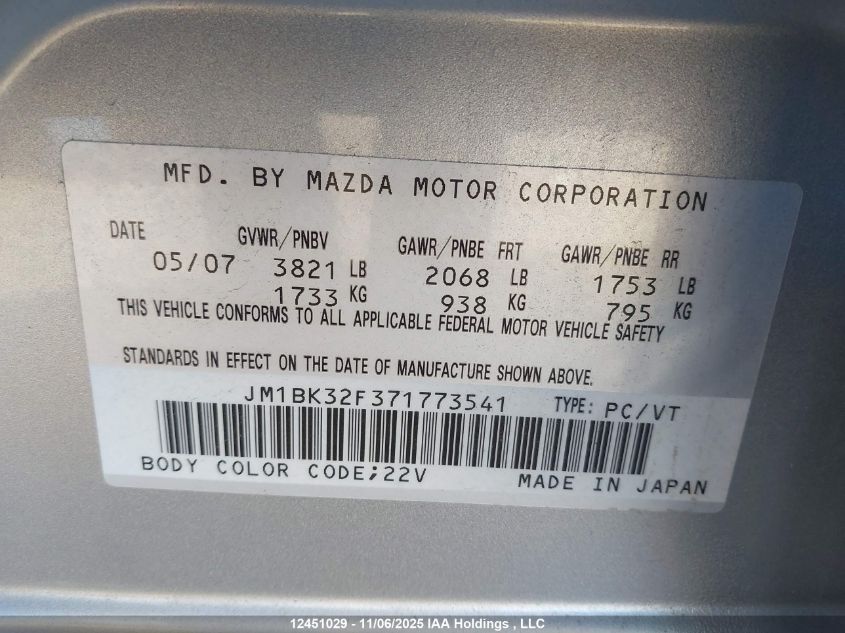 MFD. BY MAZDA MOTOR CORPORATION
DATE GVWR/PNBV GAWR/PNBE FRT GAWR/PNBE RR
05/07 3821 LB 2068 LB 1753 LB
1733 KG 938 KG 795 KG
THIS VEHICLE CONFORMS TO ALL APPLICABLE FEDERAL MOTOR VEHICLE SAFETY
STANDARDS IN EFFECT ON THE DATE OF MANUFACTURE SHOWN ABOVE.
JM1BK32F371773541 TYPE: PC/VT
BODY COLOR CODE;22V MADE IN JAPAN
12451029 - 11/06/2025 IAA Holdings , LLC